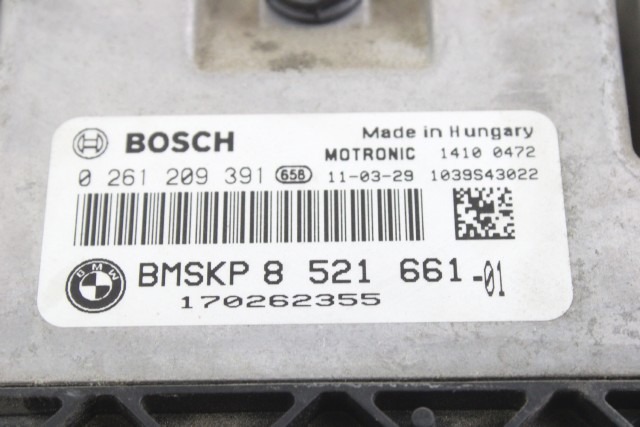 BOSCH Made in Hungary
MOTRONIC 1410 0472
0 261 209 391 658 11-03-29 1039S43022
BMW BMSKP 8 521 661-01
170262355